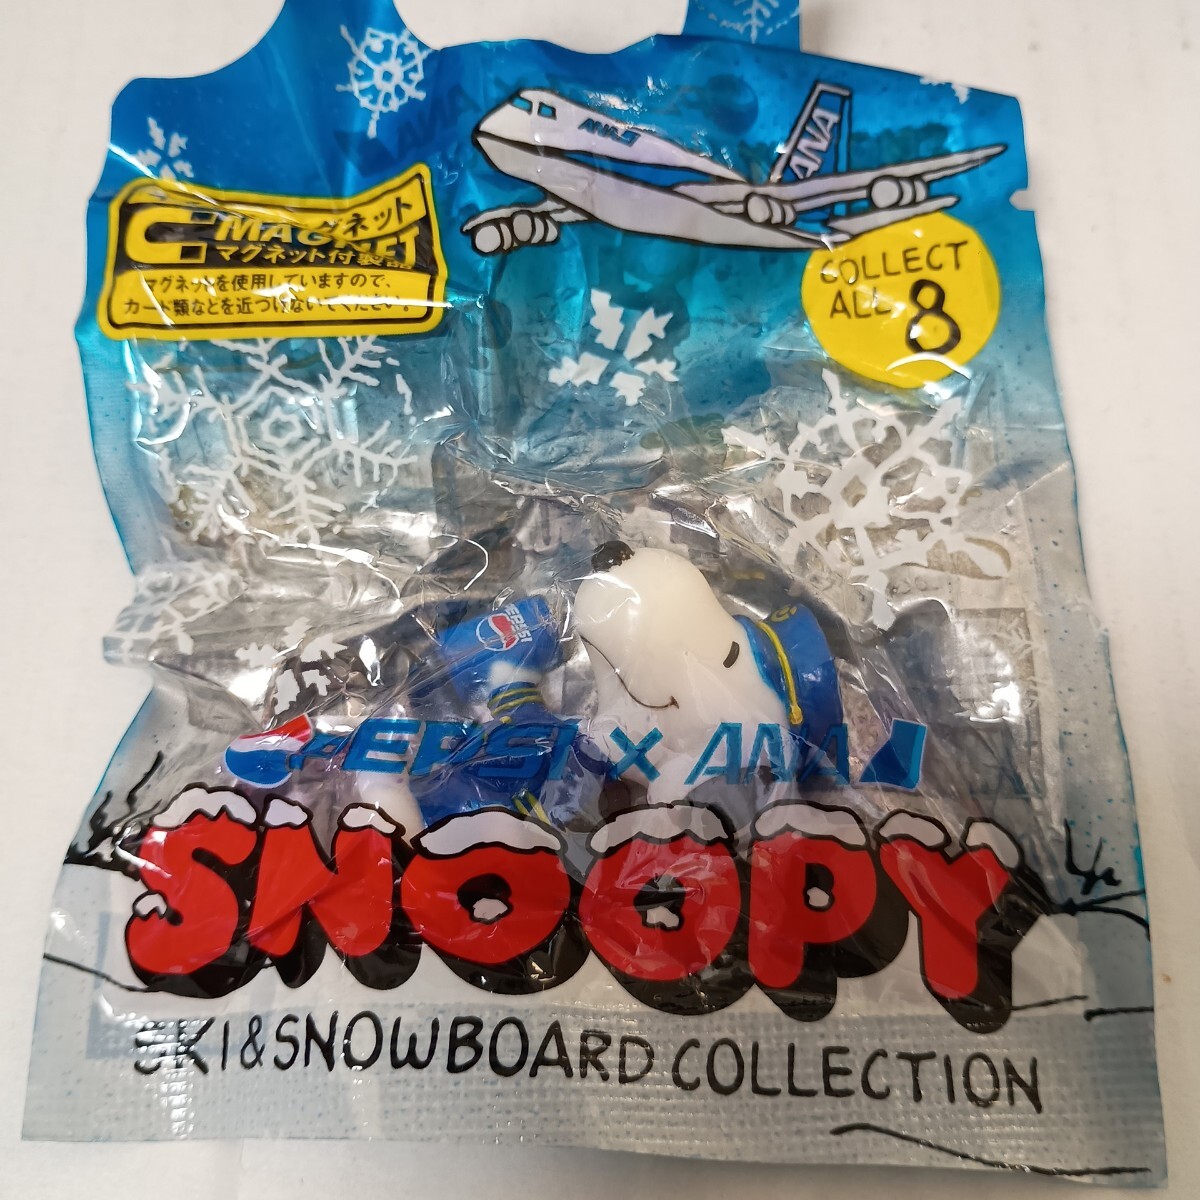 ANA
ANA
マグネット
MAGNET
マグネット付製品
マグネットを使用していますので、
カード類などを近づけないでください。
COLLECT
ALL 8
PEPSI
PEPSI × ANA
SNOOPY
SKI & SNOWBOARD COLLECTION